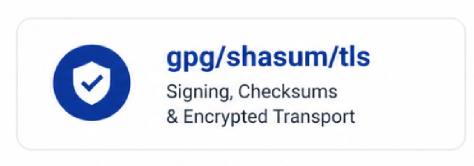 gpg/shasum/tls
Signing, Checksums
& Encrypted Transport